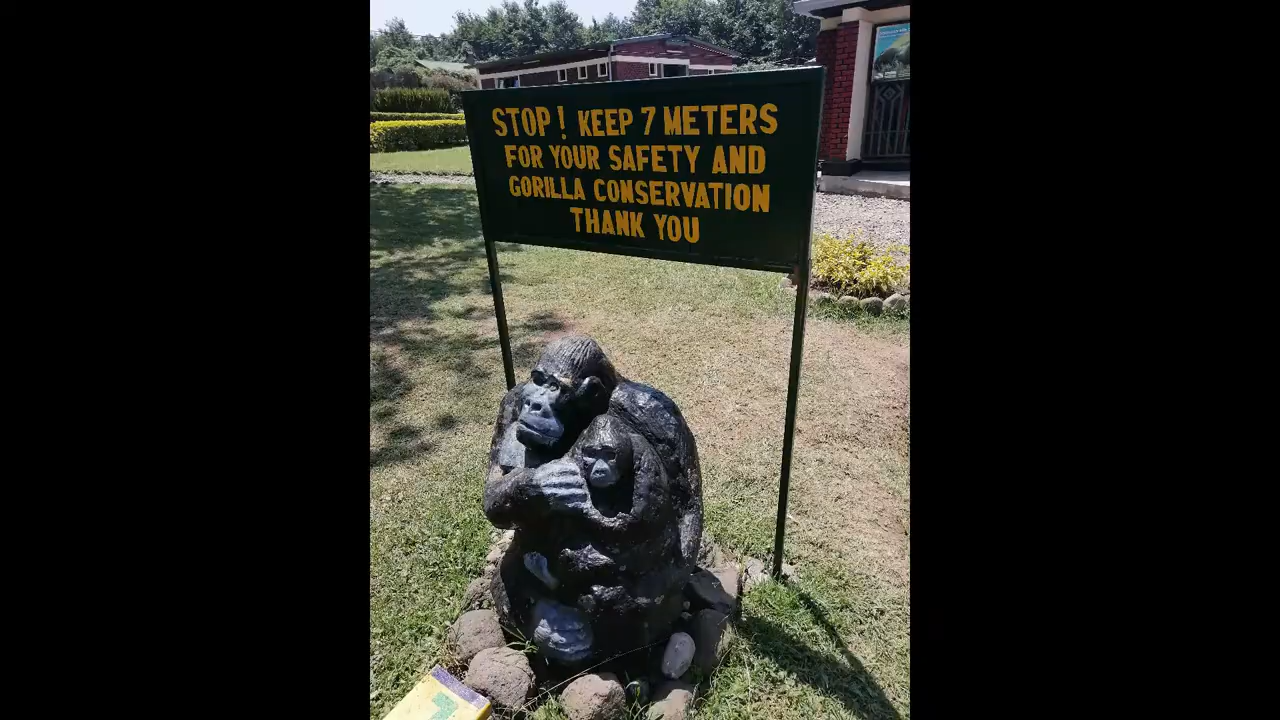 STOP! KEEP 7 METERS
FOR YOUR SAFETY AND
GORILLA CONSERVATION
THANK YOU